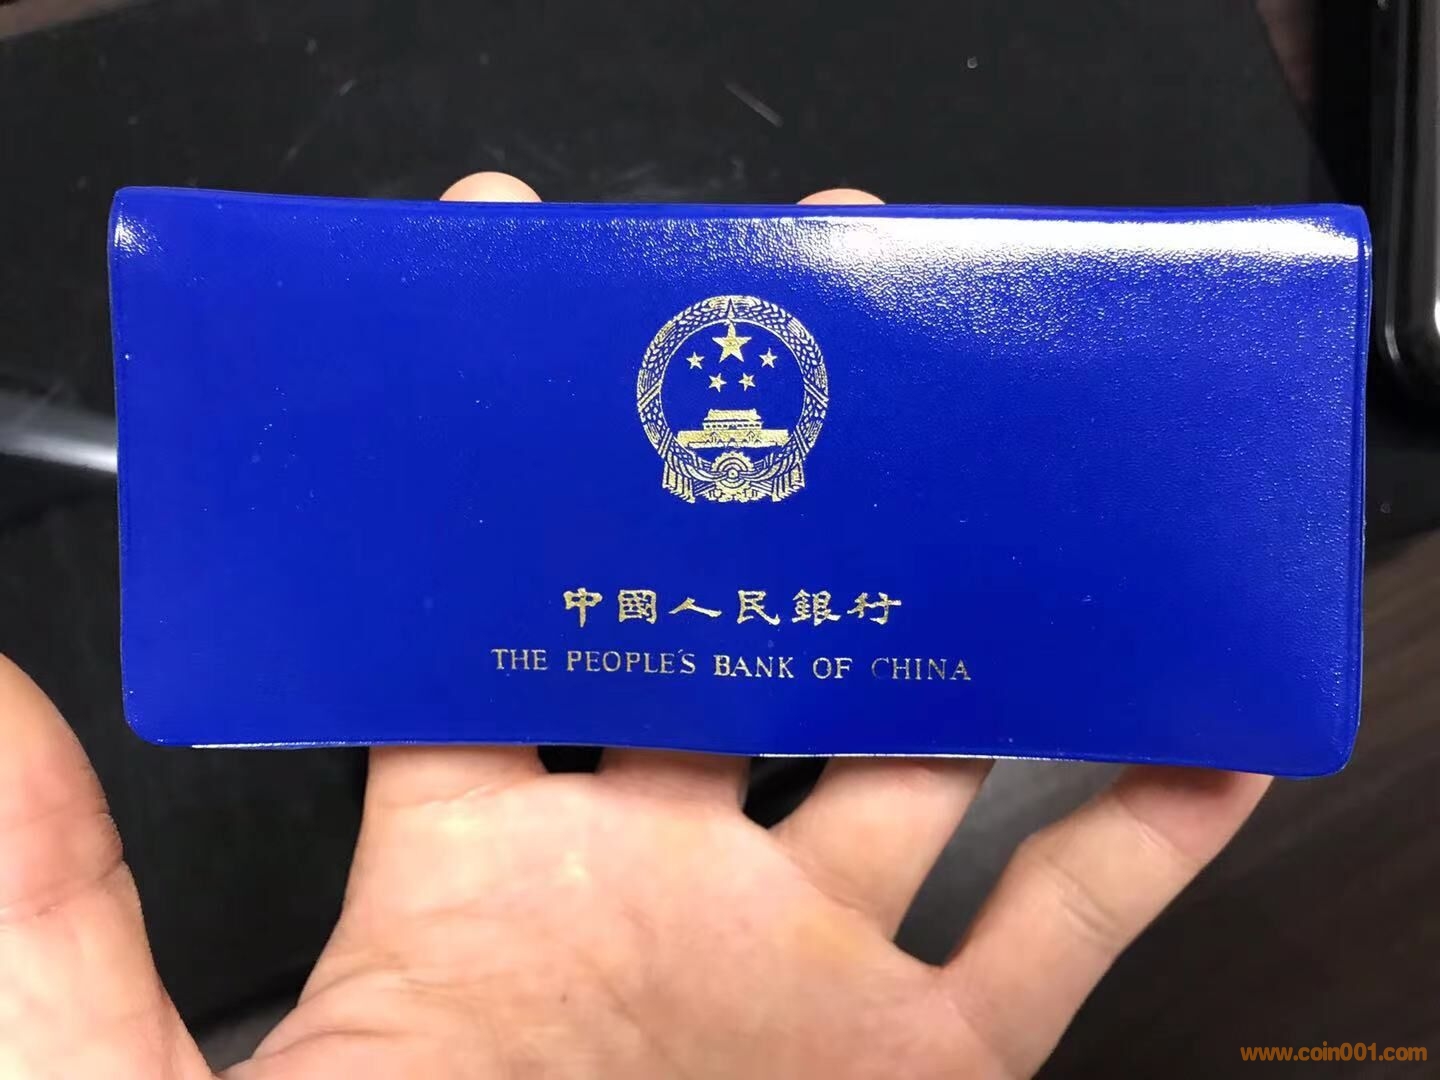 中國人民銀行
THE PEOPLE'S BANK OF CHINA
www.coin001.com